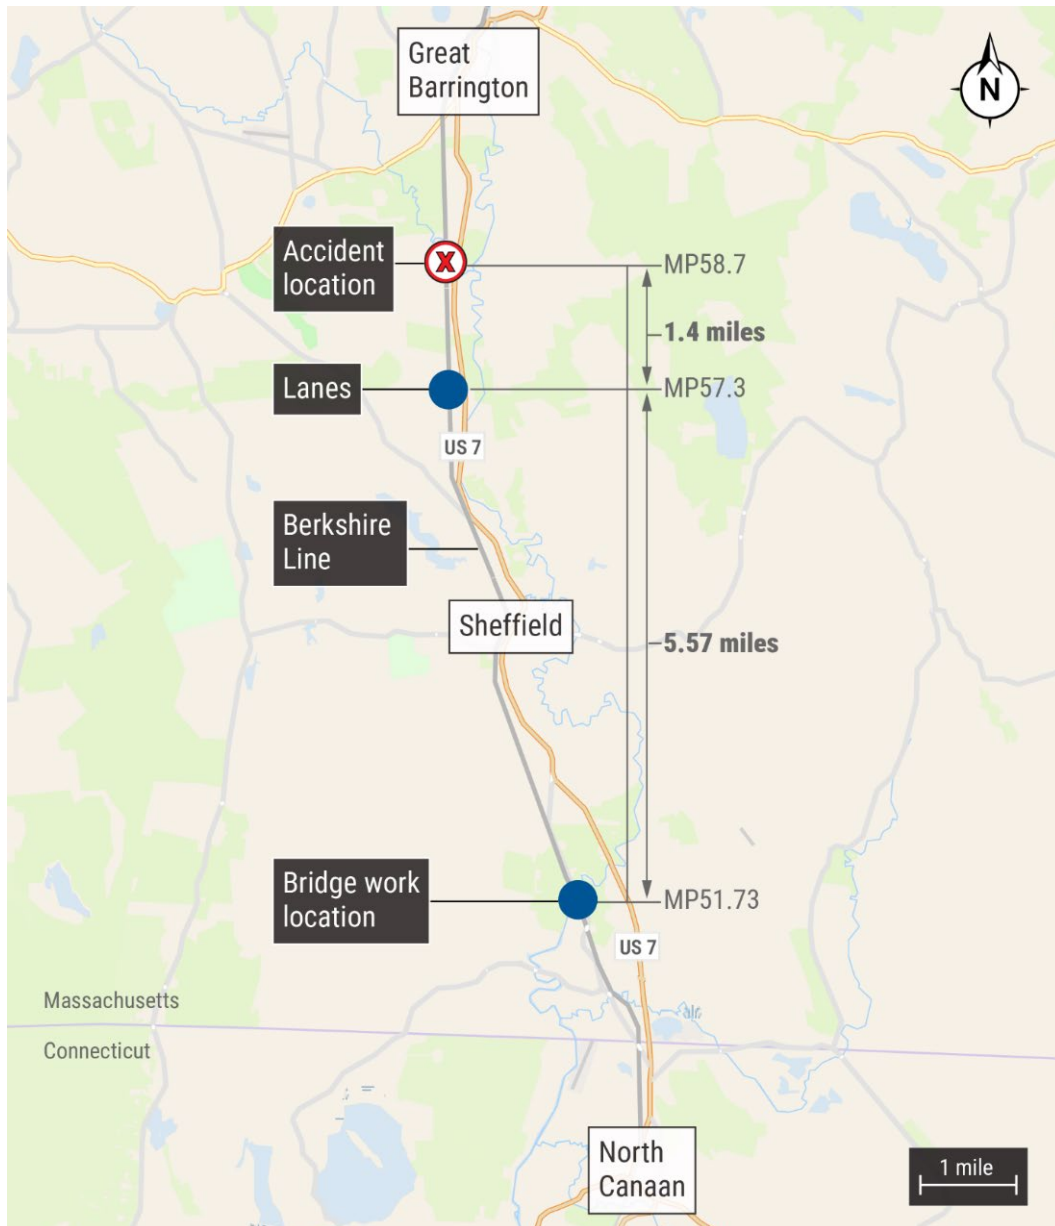 Great
Barrington
N
Accident
location
X
MP58.7
1.4 miles
Lanes
MP57.3
US 7
Berkshire
Line
Sheffield
5.57 miles
Bridge work
location
MP51.73
US 7
Massachusetts
Connecticut
North
Canaan
1 mile